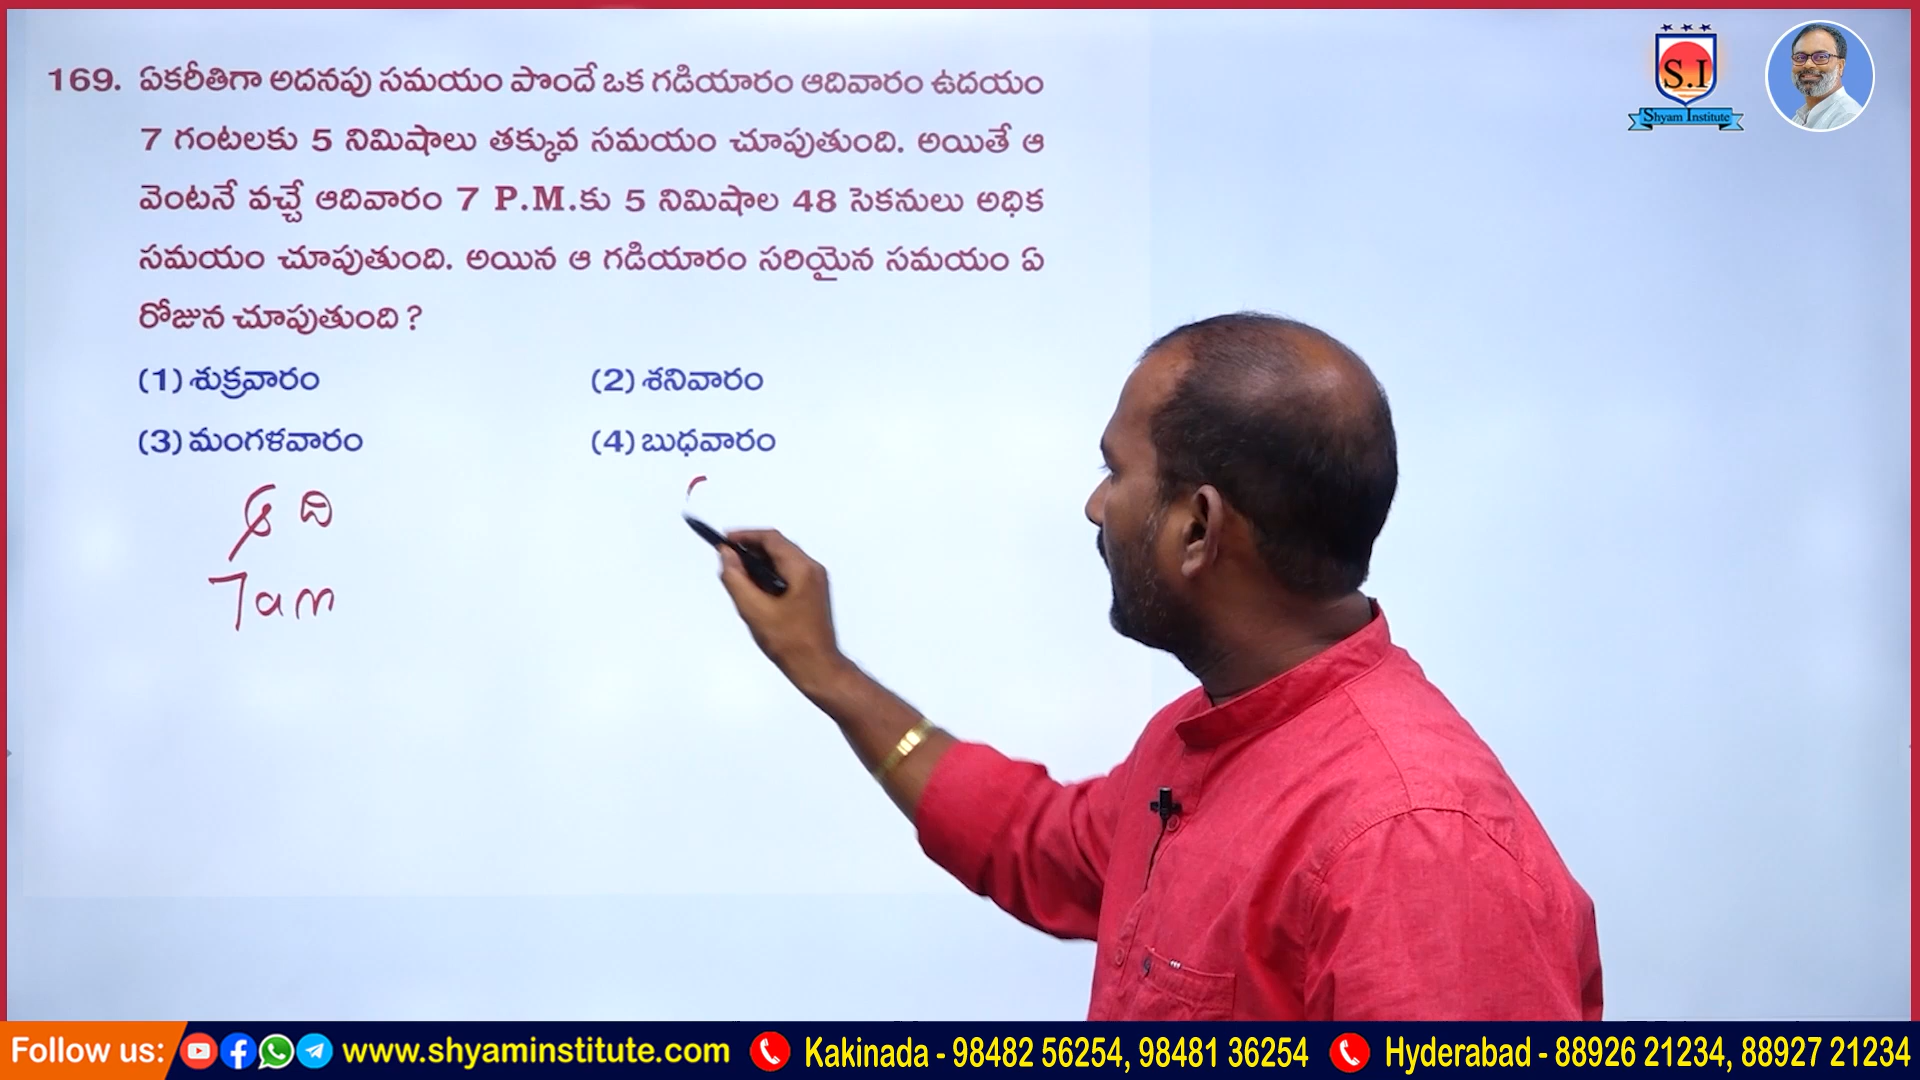 S.I
Shyam Institute
169. ఏకరీతిగా అదనపు సమయం పొందే ఒక గడియారం ఆదివారం ఉదయం
7 గంటలకు 5 నిమిషాలు తక్కువ సమయం చూపుతుంది. అయితే ఆ
వెంటనే వచ్చే ఆదివారం 7 P.M.కు 5 నిమిషాల 48 సెకనులు అధిక
సమయం చూపుతుంది. అయిన ఆ గడియారం సరియైన సమయం ఏ
రోజున చూపుతుంది ?
(1) శుక్రవారం (2) శనివారం
(3) మంగళవారం (4) బుధవారం
ఆది
7am
Follow us: www.shyaminstitute.com Kakinada - 98482 56254, 98481 36254 Hyderabad - 88926 21234, 88927 21234